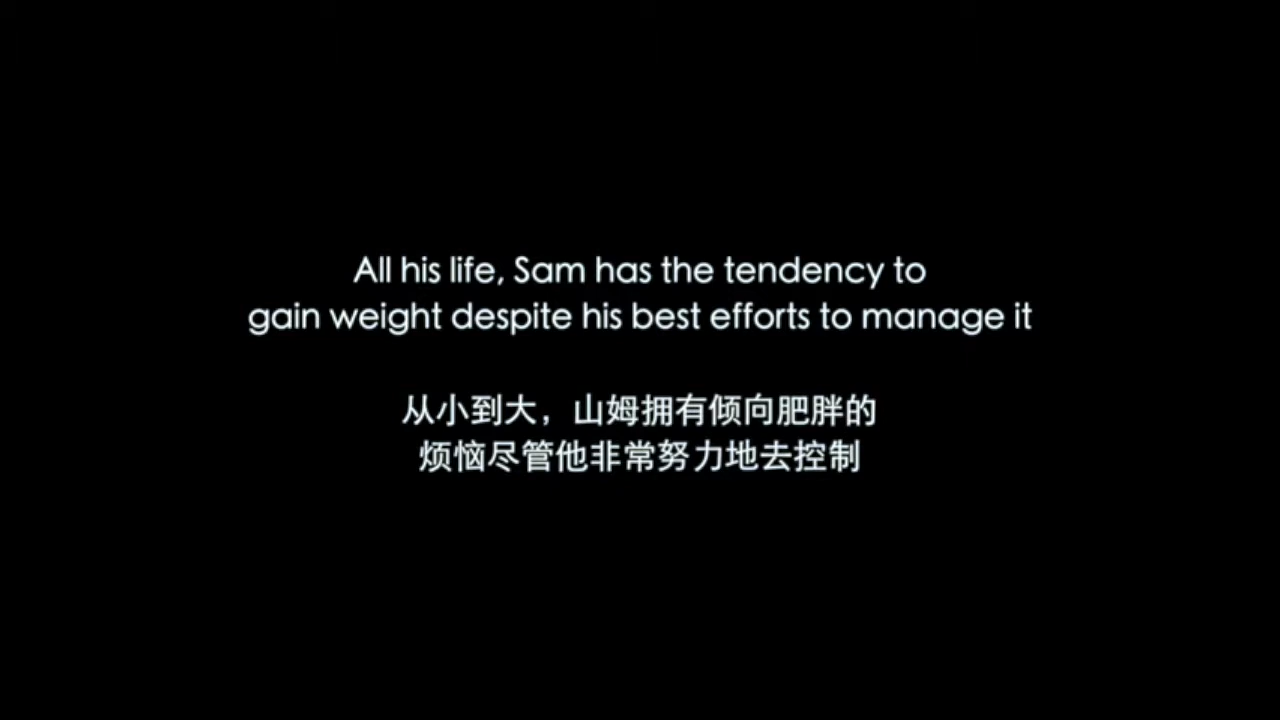 All his life, Sam has the tendency to
gain weight despite his best efforts to manage it
从小到大，山姆拥有倾向肥胖的
烦恼尽管他非常努力地去控制